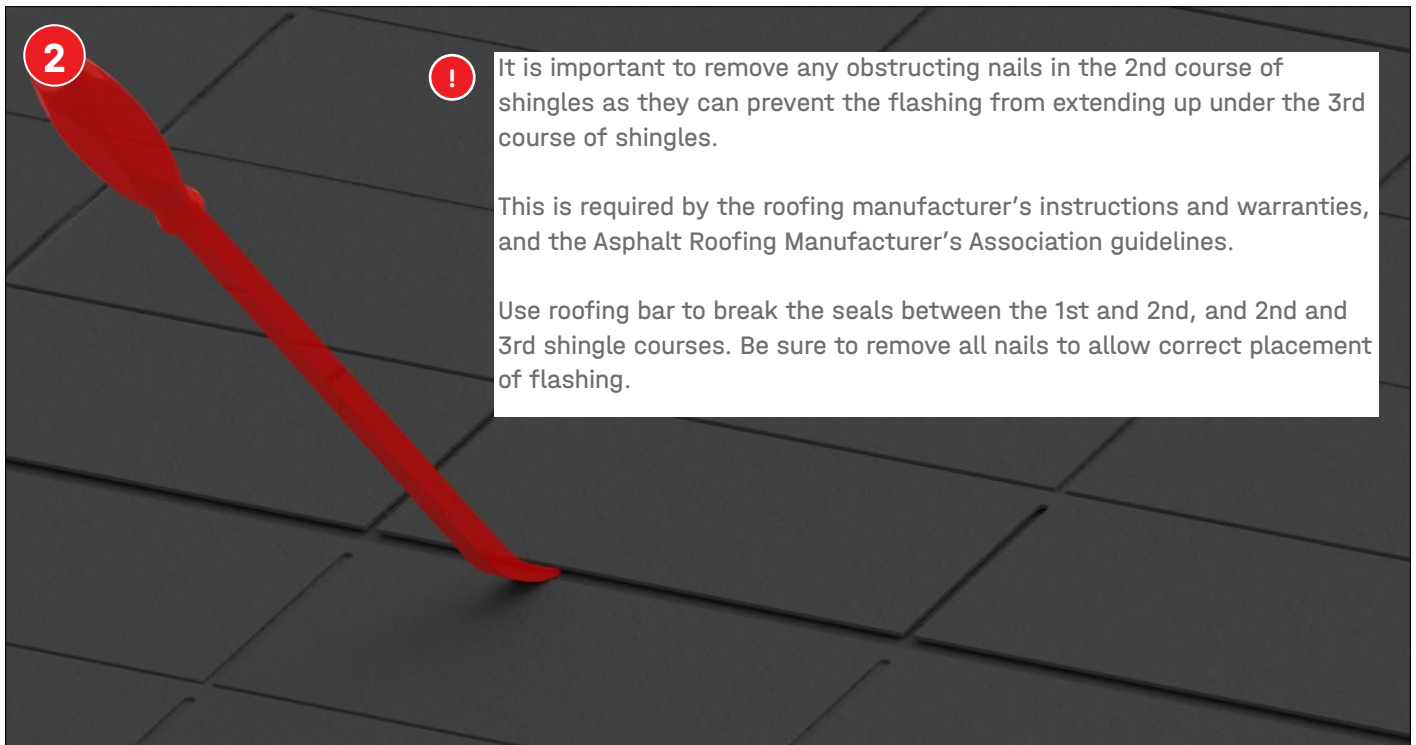 2
!
It is important to remove any obstructing nails in the 2nd course of
shingles as they can prevent the flashing from extending up under the 3rd
course of shingles.
This is required by the roofing manufacturer's instructions and warranties,
and the Asphalt Roofing Manufacturer's Association guidelines.
Use roofing bar to break the seals between the 1st and 2nd, and 2nd and
3rd shingle courses. Be sure to remove all nails to allow correct placement
of flashing.